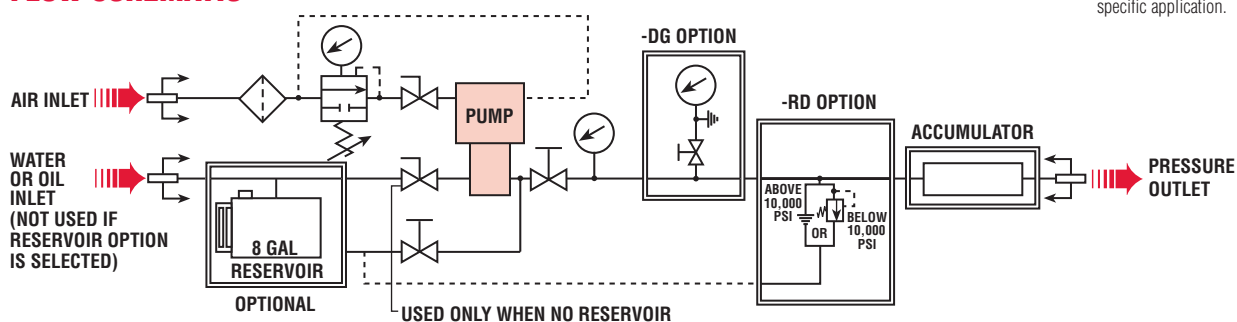 specific application.
-DG OPTION
-RD OPTION
AIR INLET
PUMP
ACCUMULATOR
WATER
OR OIL
INLET
(NOT USED IF
RESERVOIR OPTION
IS SELECTED)
PRESSURE
OUTLET
ABOVE
10,000
PSI
OR
BELOW
10,000
PSI
8 GAL
RESERVOIR
OPTIONAL
USED ONLY WHEN NO RESERVOIR